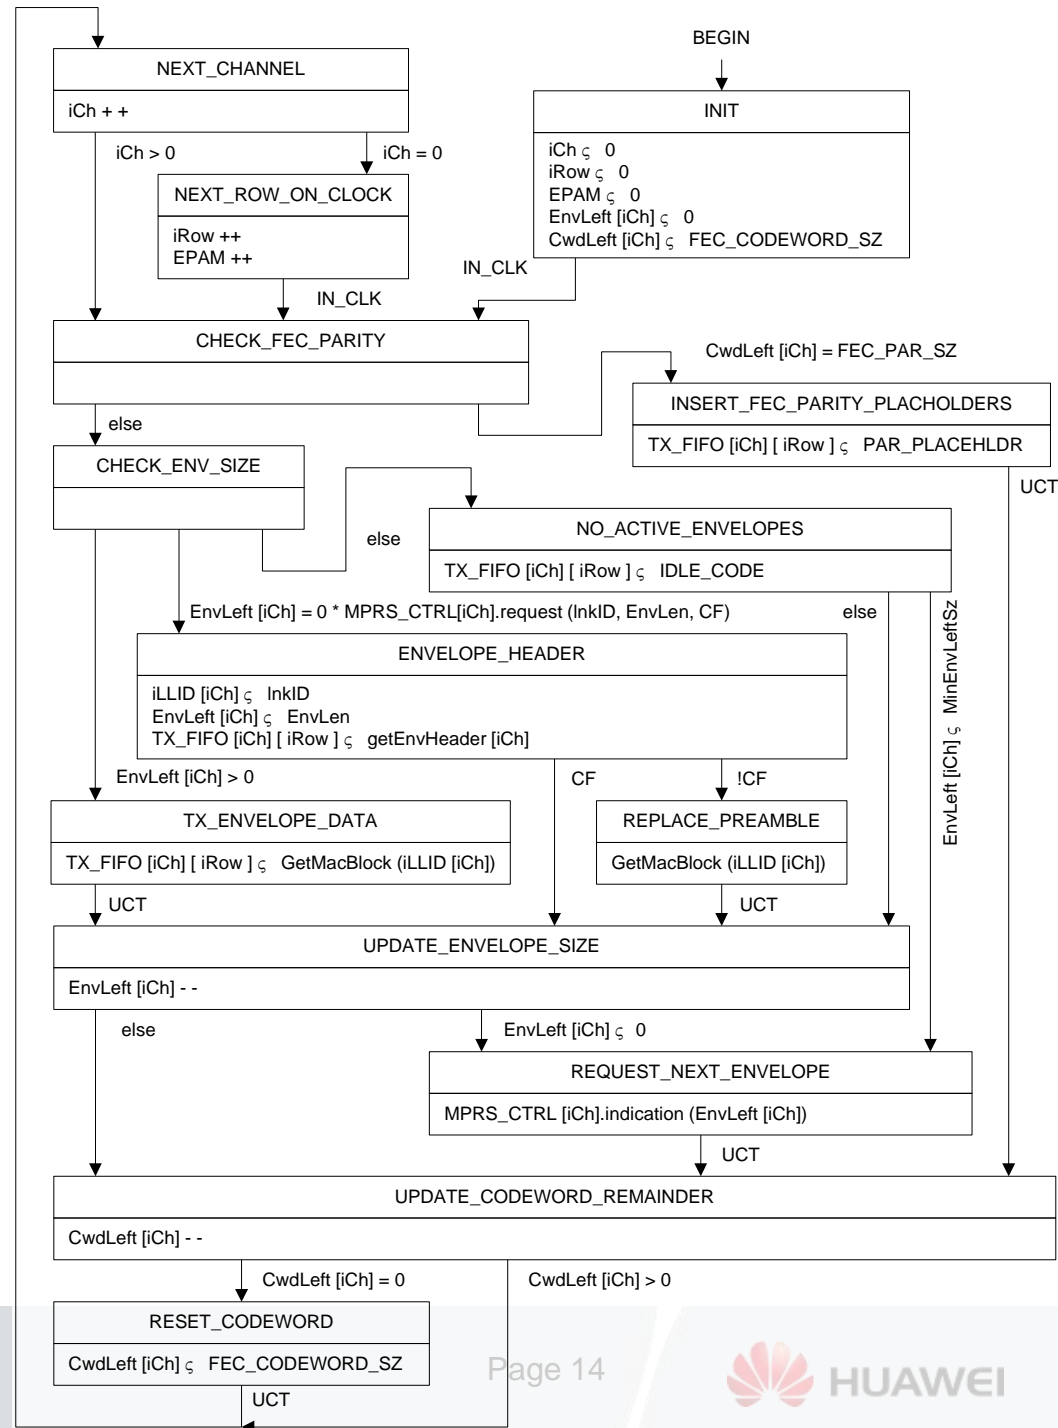 BEGIN
NEXT_CHANNEL
iCh + +
INIT
iCh ς 0
iRow ς 0
EPAM ς 0
EnvLeft [iCh] ς 0
CwdLeft [iCh] ς FEC_CODEWORD_SZ
iCh > 0
iCh = 0
NEXT_ROW_ON_CLOCK
iRow ++
EPAM ++
IN_CLK
IN_CLK
CHECK_FEC_PARITY
CwdLeft [iCh] = FEC_PAR_SZ
INSERT_FEC_PARITY_PLACHOLDERS
TX_FIFO [iCh] [ iRow ] ς PAR_PLACEHLDR
else
UCT
CHECK_ENV_SIZE
else
NO_ACTIVE_ENVELOPES
TX_FIFO [iCh] [ iRow ] ς IDLE_CODE
EnvLeft [iCh] = 0 * MPRS_CTRL[iCh].request (lnkID, EnvLen, CF)
else
EnvLeft [iCh] ς MinEnvLeftSz
ENVELOPE_HEADER
iLLID [iCh] ς lnkID
EnvLeft [iCh] ς EnvLen
TX_FIFO [iCh] [ iRow ] ς getEnvHeader [iCh]
EnvLeft [iCh] > 0
CF
!CF
TX_ENVELOPE_DATA
TX_FIFO [iCh] [ iRow ] ς GetMacBlock (iLLID [iCh])
REPLACE_PREAMBLE
GetMacBlock (iLLID [iCh])
UCT
UCT
UPDATE_ENVELOPE_SIZE
EnvLeft [iCh] - -
else
EnvLeft [iCh] ς 0
REQUEST_NEXT_ENVELOPE
MPRS_CTRL [iCh].indication (EnvLeft [iCh])
UCT
UPDATE_CODEWORD_REMAINDER
CwdLeft [iCh] - -
CwdLeft [iCh] = 0
CwdLeft [iCh] > 0
RESET_CODEWORD
CwdLeft [iCh] ς FEC_CODEWORD_SZ
UCT
Page 14
HUAWEI